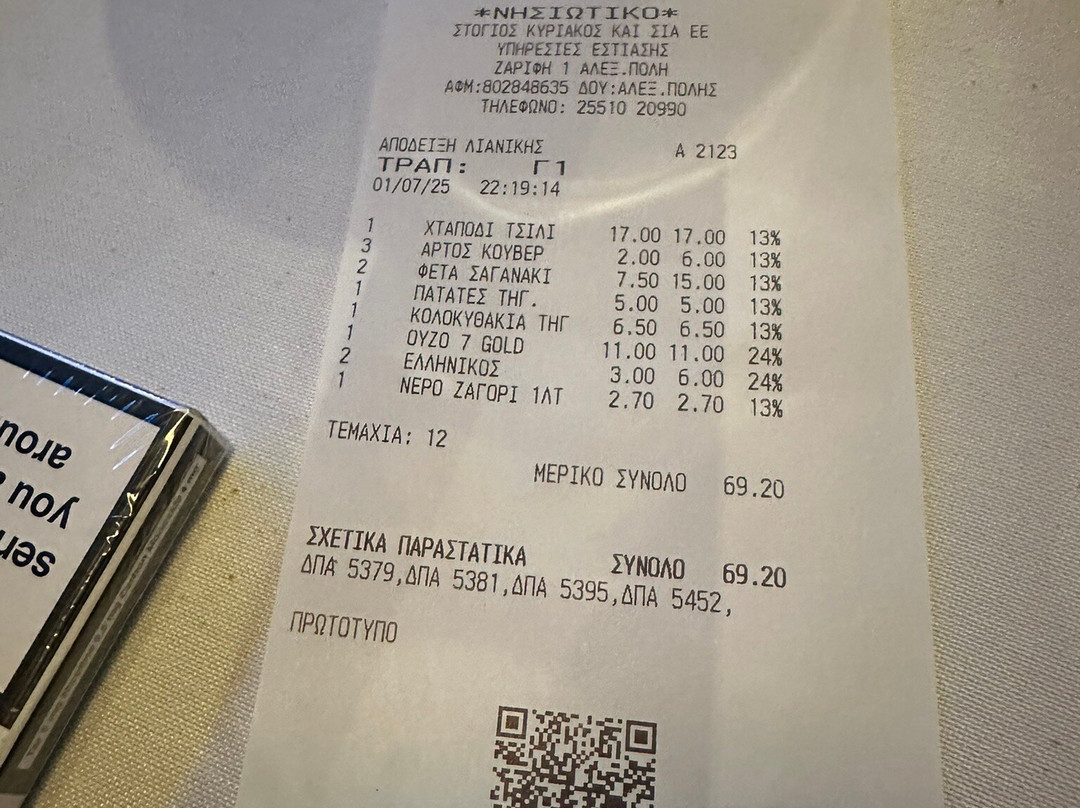 *ΝΗΣΙΩΤΙΚΟ*
ΣΤΟΓΙΟΣ ΚΥΡΙΑΚΟΣ ΚΑΙ ΣΙΑ ΕΕ
ΥΠΗΡΕΣΙΕΣ ΕΣΤΙΑΣΗΣ
ΖΑΡΙΦΗ 1 ΑΛΕΞ.ΠΟΛΗ
ΑΦΜ:802848635 ΔΟΥ:ΑΛΕΞ.ΠΟΛΗΣ
ΤΗΛΕΦΩΝΟ: 25510 20990
ΑΠΟΔΕΙΞΗ ΛΙΑΝΙΚΗΣ Α 2123
ΤΡΑΠ: Γ1
01/07/25 22:19:14
1 ΧΤΑΠΟΔΙ ΤΣΙΛΙ 17.00 17.00 13%
3 ΑΡΤΟΣ ΚΟΥΒΕΡ 2.00 6.00 13%
2 ΦΕΤΑ ΣΑΓΑΝΑΚΙ 7.50 15.00 13%
1 ΠΑΤΑΤΕΣ ΤΗΓ. 5.00 5.00 13%
1 ΚΟΛΟΚΥΘΑΚΙΑ ΤΗΓ 6.50 6.50 13%
1 ΟΥΖΟ 7 GOLD 11.00 11.00 24%
2 ΕΛΛΗΝΙΚΟΣ 3.00 6.00 24%
1 ΝΕΡΟ ΖΑΓΟΡΙ 1ΛΤ 2.70 2.70 13%
ΤΕΜΑΧΙΑ: 12
ΜΕΡΙΚΟ ΣΥΝΟΛΟ 69.20
ΣΧΕΤΙΚΑ ΠΑΡΑΣΤΑΤΙΚΑ ΣΥΝΟΛΟ 69.20
ΔΠΑ 5379,ΔΠΑ 5381,ΔΠΑ 5395,ΔΠΑ 5452,
ΠΡΩΤΟΤΥΠΟ
you